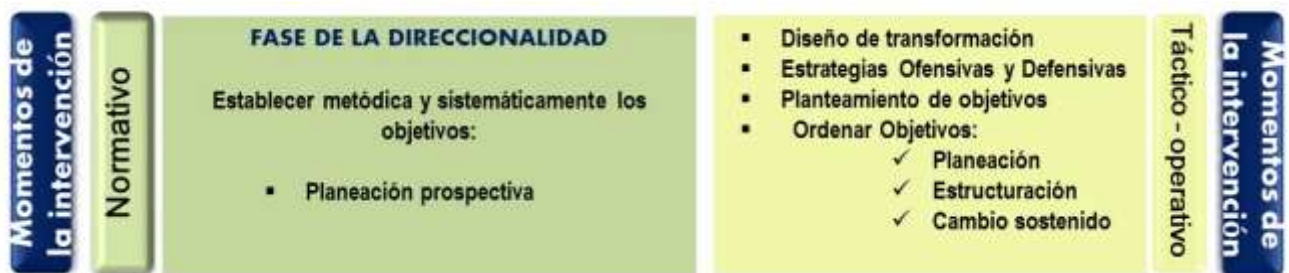 Momentos de
la intervención
Normativo
FASE DE LA DIRECCIONALIDAD
Establecer metódica y sistemáticamente los
objetivos:
▪ Planeación prospectiva
▪ Diseño de transformación
▪ Estrategias Ofensivas y Defensivas
▪ Planteamiento de objetivos
▪ Ordenar Objetivos:
✓ Planeación
✓ Estructuración
✓ Cambio sostenido
Táctico - operativo
Momentos de
la intervención